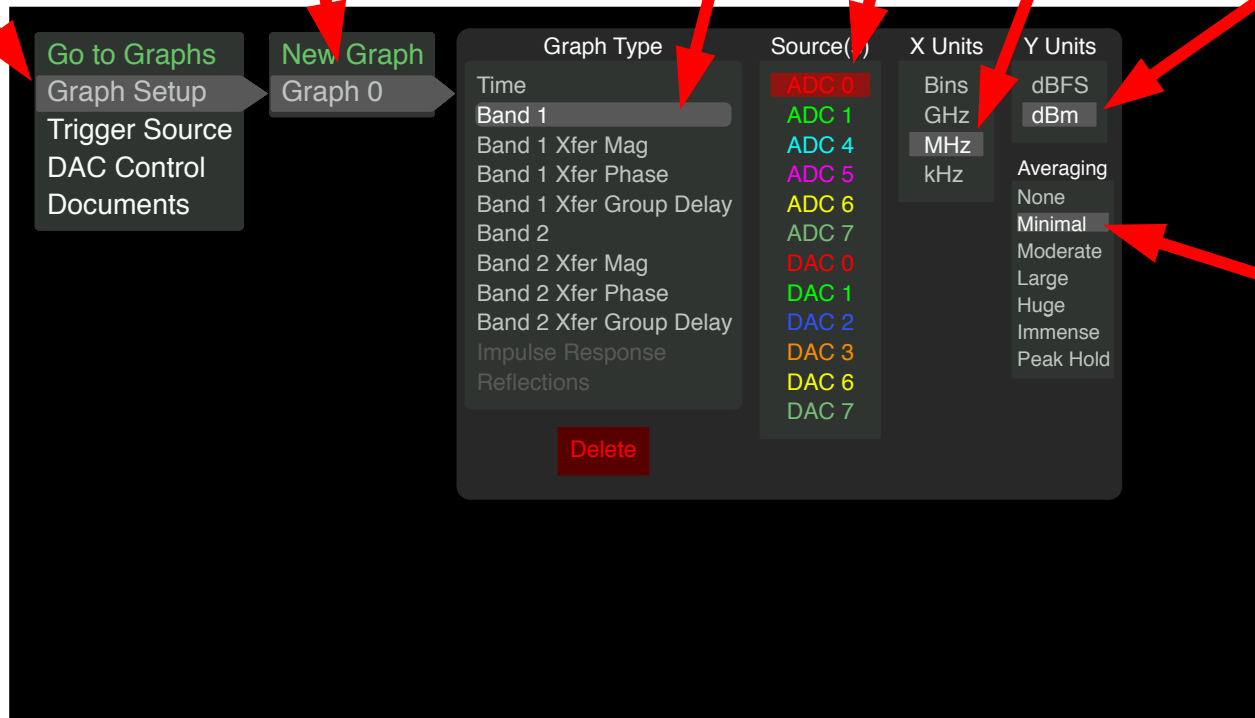 Go to Graphs
Graph Setup
Trigger Source
DAC Control
Documents
New Graph
Graph 0
Graph Type
Time
Band 1
Band 1 Xfer Mag
Band 1 Xfer Phase
Band 1 Xfer Group Delay
Band 2
Band 2 Xfer Mag
Band 2 Xfer Phase
Band 2 Xfer Group Delay
Impulse Response
Reflections
Delete
Source(s)
ADC 0
ADC 1
ADC 4
ADC 5
ADC 6
ADC 7
DAC 0
DAC 1
DAC 2
DAC 3
DAC 6
DAC 7
X Units
Bins
GHz
MHz
kHz
Y Units
dBFS
dBm
Averaging
None
Minimal
Moderate
Large
Huge
Immense
Peak Hold